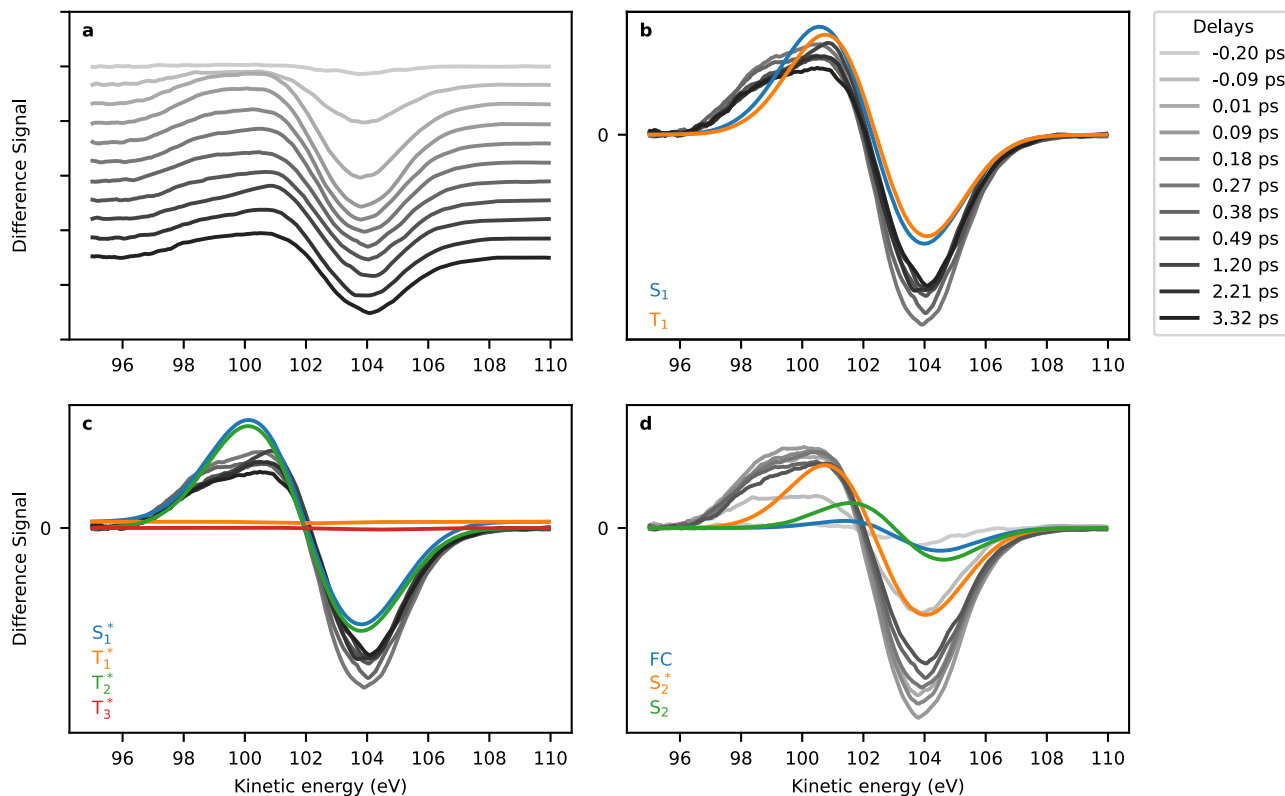 a
Difference Signal
96 98 100 102 104 106 108 110
b
0
S1
T1
96 98 100 102 104 106 108 110
Delays
-0.20 ps
-0.09 ps
0.01 ps
0.09 ps
0.18 ps
0.27 ps
0.38 ps
0.49 ps
1.20 ps
2.21 ps
3.32 ps
c
Difference Signal
0
S1*
T1*
T2*
T3*
96 98 100 102 104 106 108 110
Kinetic energy (eV)
d
0
FC
S2*
S2
96 98 100 102 104 106 108 110
Kinetic energy (eV)